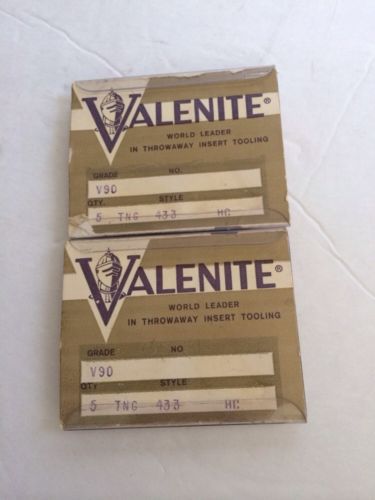 VALENITE®
WORLD LEADER
IN THROWAWAY INSERT TOOLING
GRADE NO.
V90
QTY. STYLE
5 TNG 433 HC
VALENITE®
WORLD LEADER
IN THROWAWAY INSERT TOOLING
GRADE NO
V90
QTY STYLE
5 TNG 433 HC